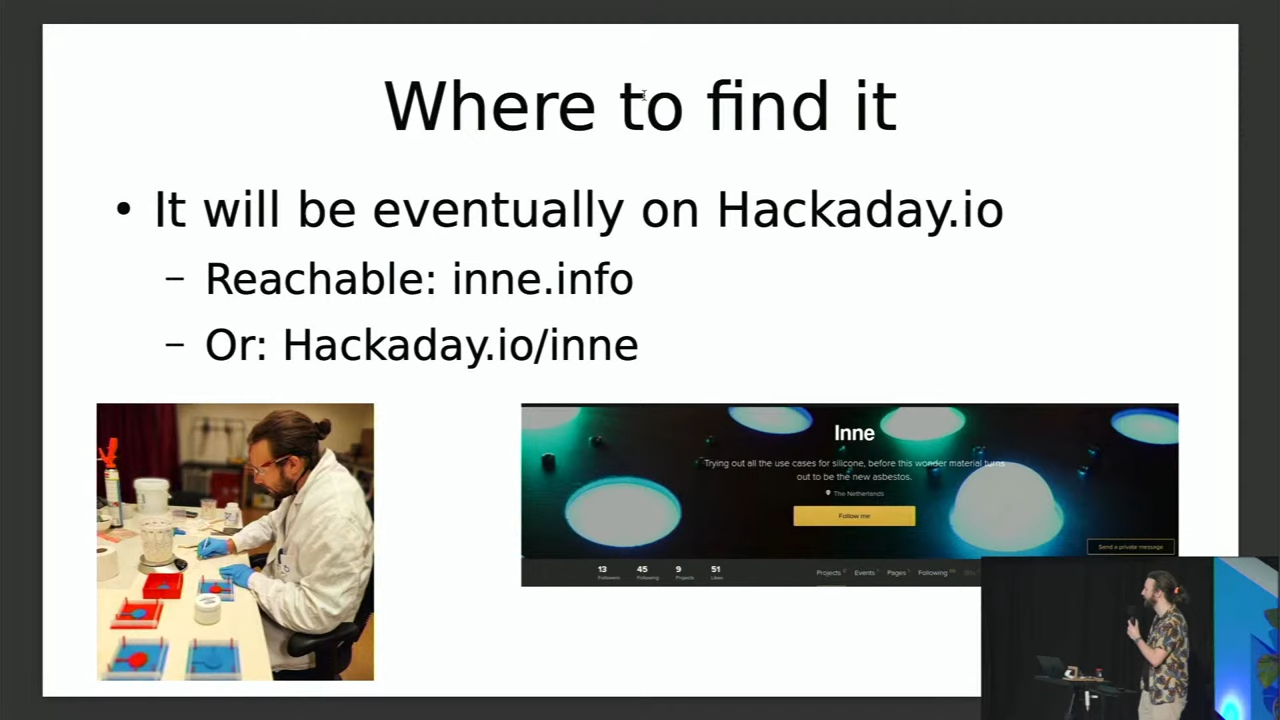 Where to find it
• It will be eventually on Hackaday.io
– Reachable: inne.info
– Or: Hackaday.io/inne
Inne
Trying out all the use cases for silicone, before this wonder material turns
out to be the new asbestos.
The Netherlands
Follow me
Send a private message
13 45 9 51
Followers Following Projects Likes
Projects Events Pages Following